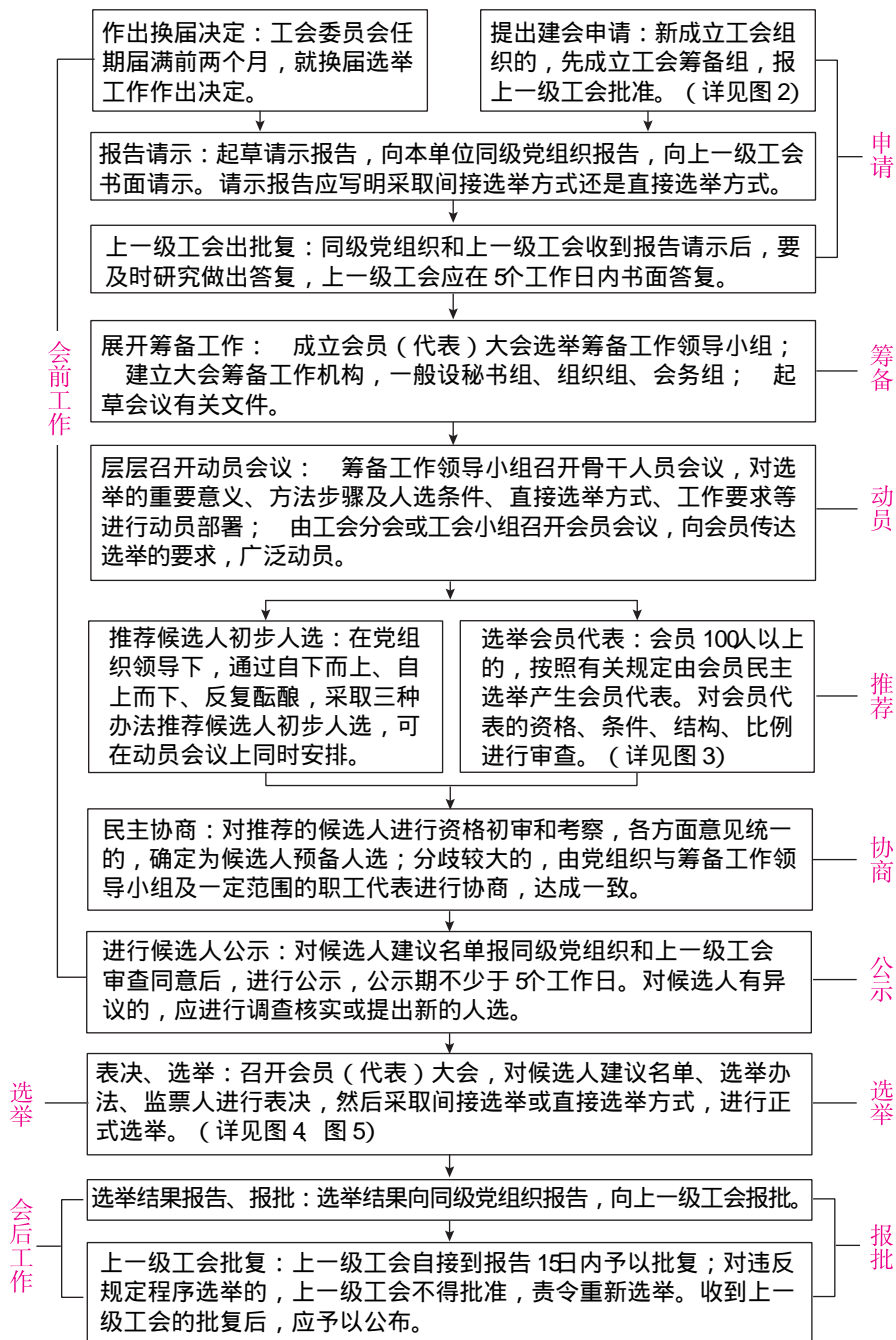 作出换届决定：工会委员会任
期届满前两个月，就换届选举
工作作出决定。
提出建会申请：新成立工会组
织的，先成立工会筹备组，报
上一级工会批准。（详见图 2)
申请
报告请示：起草请示报告，向本单位同级党组织报告，向上一级工会
书面请示。请示报告应写明采取间接选举方式还是直接选举方式。
上一级工会出批复：同级党组织和上一级工会收到报告请示后，要
及时研究做出答复，上一级工会应在 5个工作日内书面答复。
会前工作
展开筹备工作： 成立会员（代表）大会选举筹备工作领导小组；
建立大会筹备工作机构，一般设秘书组、组织组、会务组； 起
草会议有关文件。
筹备
层层召开动员会议： 筹备工作领导小组召开骨干人员会议，对选
举的重要意义、方法步骤及人选条件、直接选举方式、工作要求等
进行动员部署； 由工会分会或工会小组召开会员会议，向会员传达
选举的要求，广泛动员。
动员
推荐候选人初步人选：在党组
织领导下，通过自下而上、自
上而下、反复酝酿，采取三种
办法推荐候选人初步人选，可
在动员会议上同时安排。
选举会员代表：会员 100人以上
的，按照有关规定由会员民主
选举产生会员代表。对会员代
表的资格、条件、结构、比例
进行审查。（详见图 3)
推荐
民主协商：对推荐的候选人进行资格初审和考察，各方面意见统一
的，确定为候选人预备人选；分歧较大的，由党组织与筹备工作领
导小组及一定范围的职工代表进行协商，达成一致。
协商
进行候选人公示：对候选人建议名单报同级党组织和上一级工会
审查同意后，进行公示，公示期不少于 5个工作日。对候选人有异
议的，应进行调查核实或提出新的人选。
公示
选举
表决、选举：召开会员（代表）大会，对候选人建议名单、选举办
法、监票人进行表决，然后采取间接选举或直接选举方式，进行正
式选举。（详见图 4、图 5)
选举
会后工作
选举结果报告、报批：选举结果向同级党组织报告，向上一级工会报批。
报批
上一级工会批复：上一级工会自接到报告 15日内予以批复；对违反
规定程序选举的，上一级工会不得批准，责令重新选举。收到上一
级工会的批复后，应予以公布。